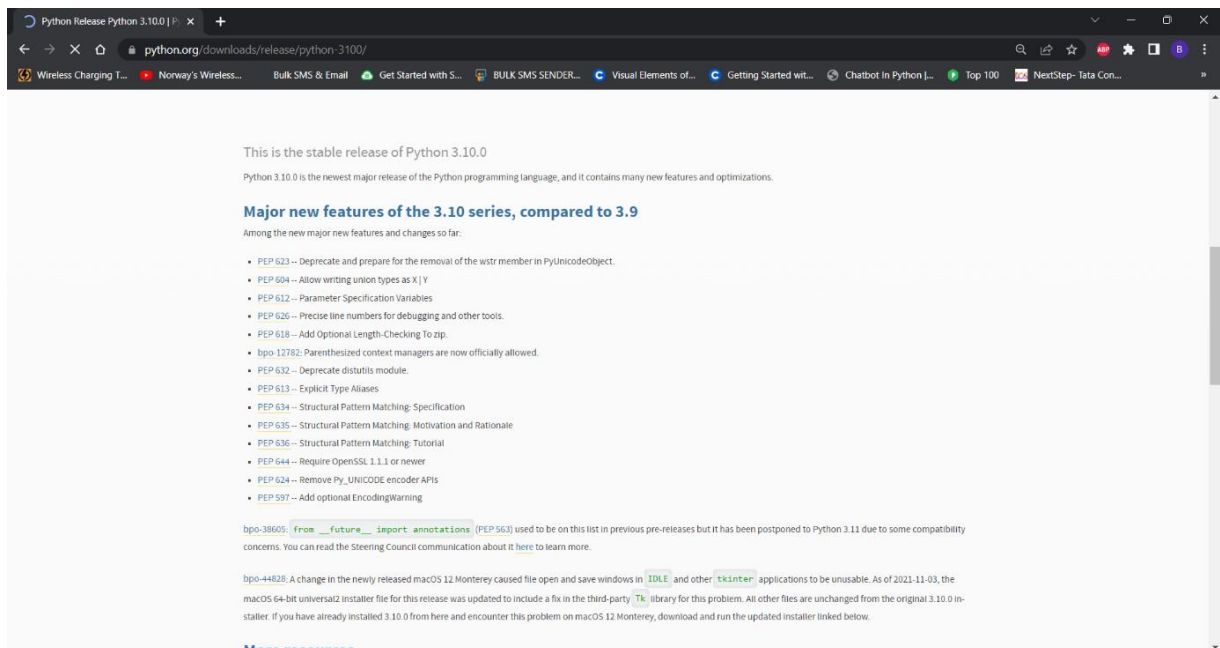 Python Release Python 3.10.0 | P
python.org/downloads/release/python-3100/
ABP
B
Wireless Charging T... Norway's Wireless... Bulk SMS & Email Get Started with S... BULK SMS SENDER... Visual Elements of... Getting Started wit... Chatbot In Python |... Top 100 NextStep- Tata Con... »
This is the stable release of Python 3.10.0
Python 3.10.0 is the newest major release of the Python programming language, and it contains many new features and optimizations.
Major new features of the 3.10 series, compared to 3.9
Among the new major new features and changes so far:
• PEP 623 -- Deprecate and prepare for the removal of the wstr member in PyUnicodeObject.
• PEP 604 -- Allow writing union types as X | Y
• PEP 612 -- Parameter Specification Variables
• PEP 626 -- Precise line numbers for debugging and other tools.
• PEP 618 -- Add Optional Length-Checking To zip.
• bpo-12782: Parenthesized context managers are now officially allowed.
• PEP 632 -- Deprecate distutils module.
• PEP 613 -- Explicit Type Aliases
• PEP 634 -- Structural Pattern Matching: Specification
• PEP 635 -- Structural Pattern Matching: Motivation and Rationale
• PEP 636 -- Structural Pattern Matching: Tutorial
• PEP 644 -- Require OpenSSL 1.1.1 or newer
• PEP 624 -- Remove Py_UNICODE encoder APIs
• PEP 597 -- Add optional EncodingWarning
bpo-38605: from __future__ import annotations (PEP 563) used to be on this list in previous pre-releases but it has been postponed to Python 3.11 due to some compatibility
concerns. You can read the Steering Council communication about it here to learn more.
bpo-44828: A change in the newly released macOS 12 Monterey caused file open and save windows in IDLE and other tkinter applications to be unusable. As of 2021-11-03, the
macOS 64-bit universal2 installer file for this release was updated to include a fix in the third-party Tk library for this problem. All other files are unchanged from the original 3.10.0 in-
staller. If you have already installed 3.10.0 from here and encounter this problem on macOS 12 Monterey, download and run the updated installer linked below.